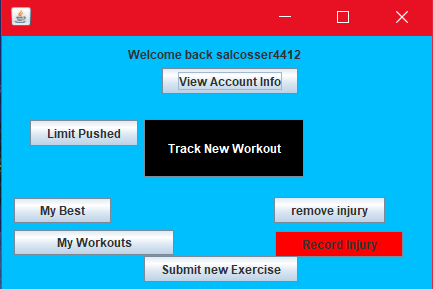 Welcome back salcosser4412
View Account Info
Limit Pushed
Track New Workout
My Best
remove injury
My Workouts
Record Injury
Submit new Exercise